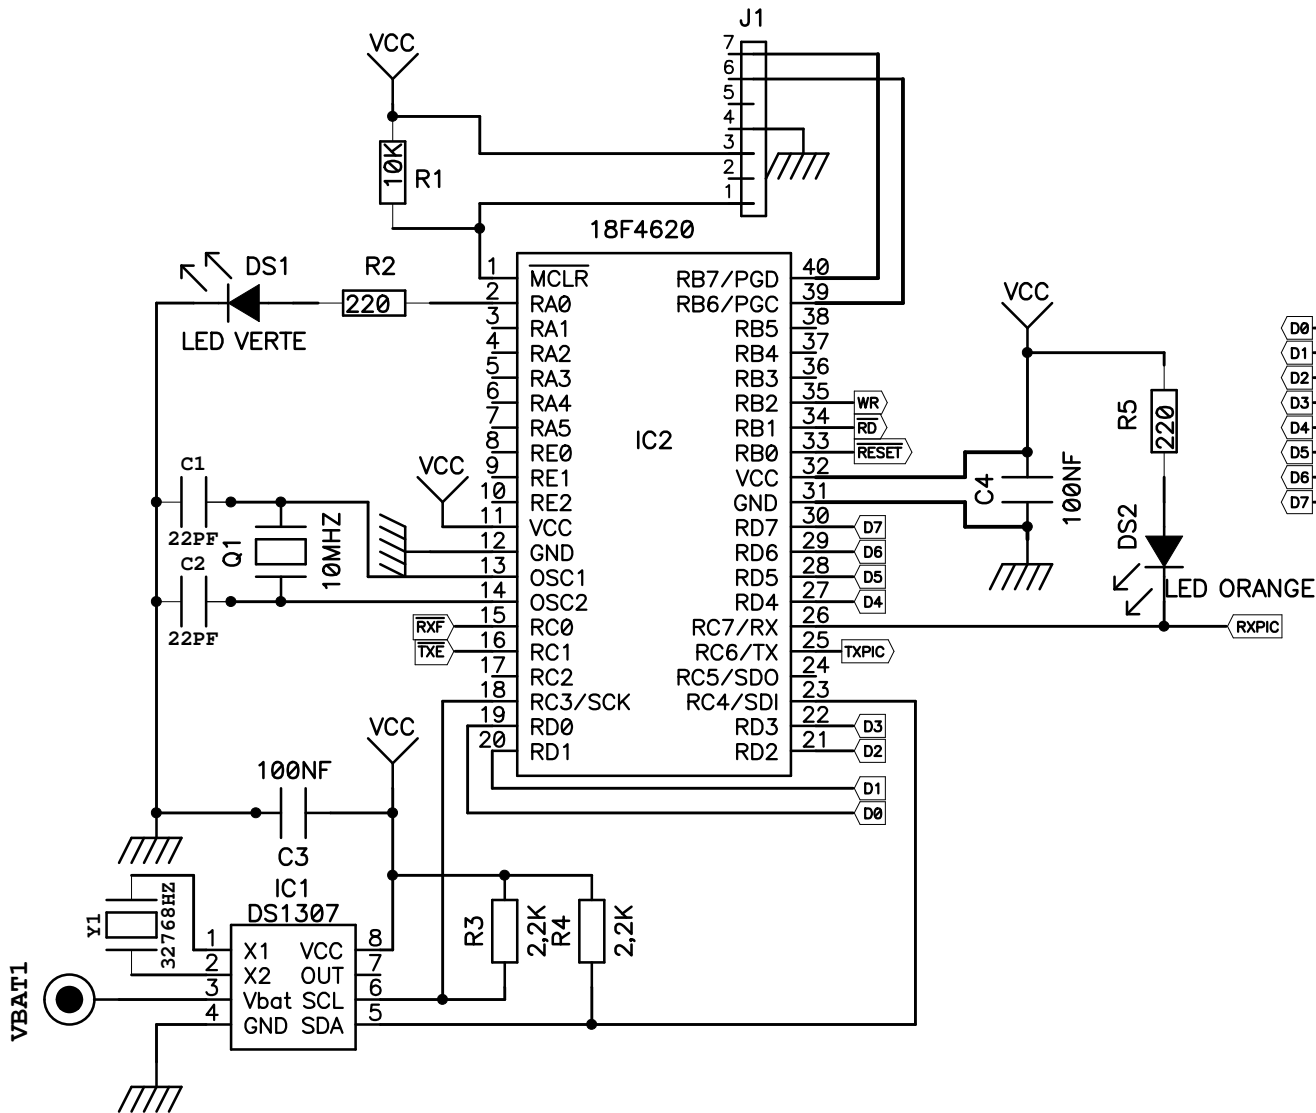 J1
VCC
7
6
5
4
3
2
1
10K
R1
18F4620
DS1
R2
220
LED VERTE
1 MCLR RB7/PGD 40
2 RA0 RB6/PGC 39
3 RA1 RB5 38
4 RA2 RB4 37
5 RA3 RB3 36
6 RA4 RB2 35 WR
7 RA5 RB1 34 RD
8 RE0 RB0 33 RESET
9 RE1 VCC 32
10 RE2 GND 31
11 VCC RD7 30 D7
12 GND RD6 29 D6
13 OSC1 RD5 28 D5
14 OSC2 RD4 27 D4
RXF 15 RC0 RC7/RX 26 RXPIC
TXE 16 RC1 RC6/TX 25 TXPIC
17 RC2 RC5/SDO 24
18 RC3/SCK RC4/SDI 23
19 RD0 RD3 22 D3
20 RD1 RD2 21 D2
D1
D0
IC2
VCC
C1
22PF
C2
22PF
Q1
10MHZ
VCC
R5
220
C4
100NF
DS2
LED ORANGE
D0
D1
D2
D3
D4
D5
D6
D7
VCC
100NF
C3
IC1
DS1307
Y1
32768HZ
1 X1 VCC 8
2 X2 OUT 7
3 Vbat SCL 6
4 GND SDA 5
VBAT1
R3
2,2K
R4
2,2K